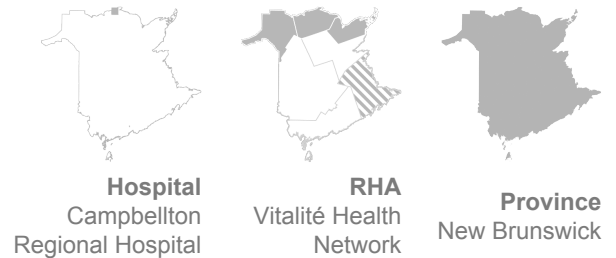 Hospital
Campbellton
Regional Hospital
RHA
Vitalité Health
Network
Province
New Brunswick